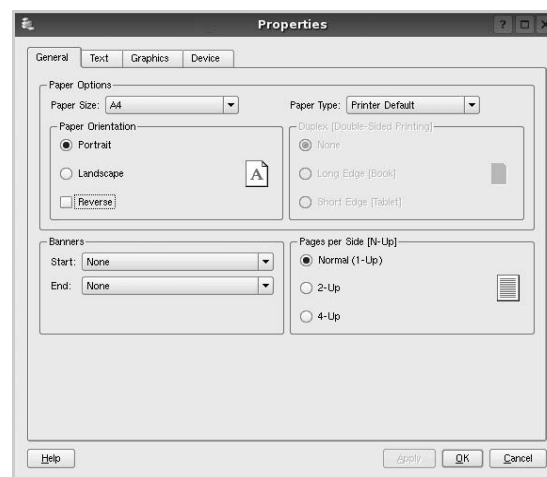 Properties
General Text Graphics Device
Paper Options
Paper Size: A4
Paper Type: Printer Default
Paper Orientation
Portrait
Landscape
Reverse
A
Duplex [Double-Sided Printing]
None
Long Edge [Book]
Short Edge [Tablet]
Banners
Start: None
End: None
Pages per Side [N-Up]
Normal (1-Up)
2-Up
4-Up
Help Apply OK Cancel